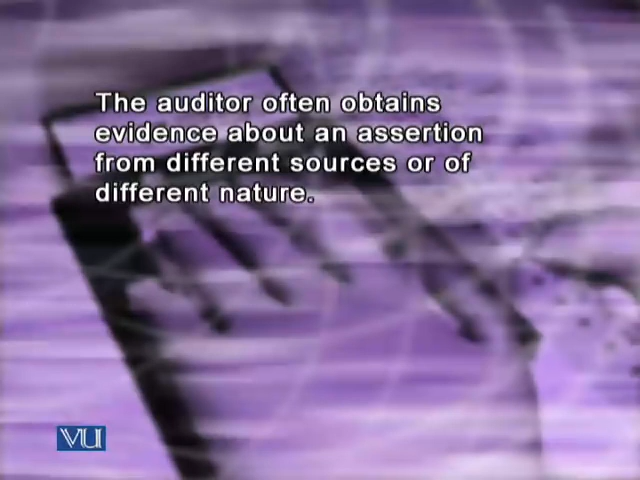 The auditor often obtains
evidence about an assertion
from different sources or of
different nature.
VU